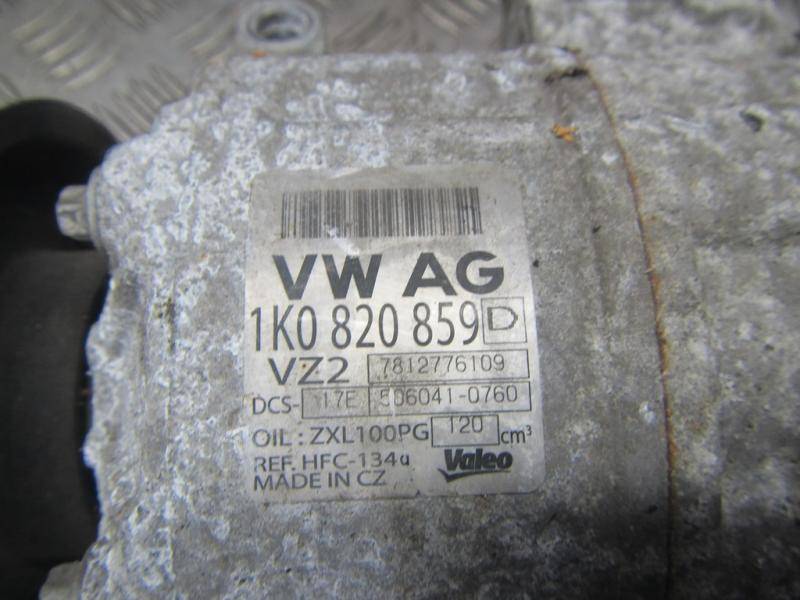 VW AG
1K0 820 859 D
VZ2 7812776109
DCS- 17E 506041-0760
OIL : ZXL100PG 120 cm³
REF. HFC-134a Valeo
MADE IN CZ